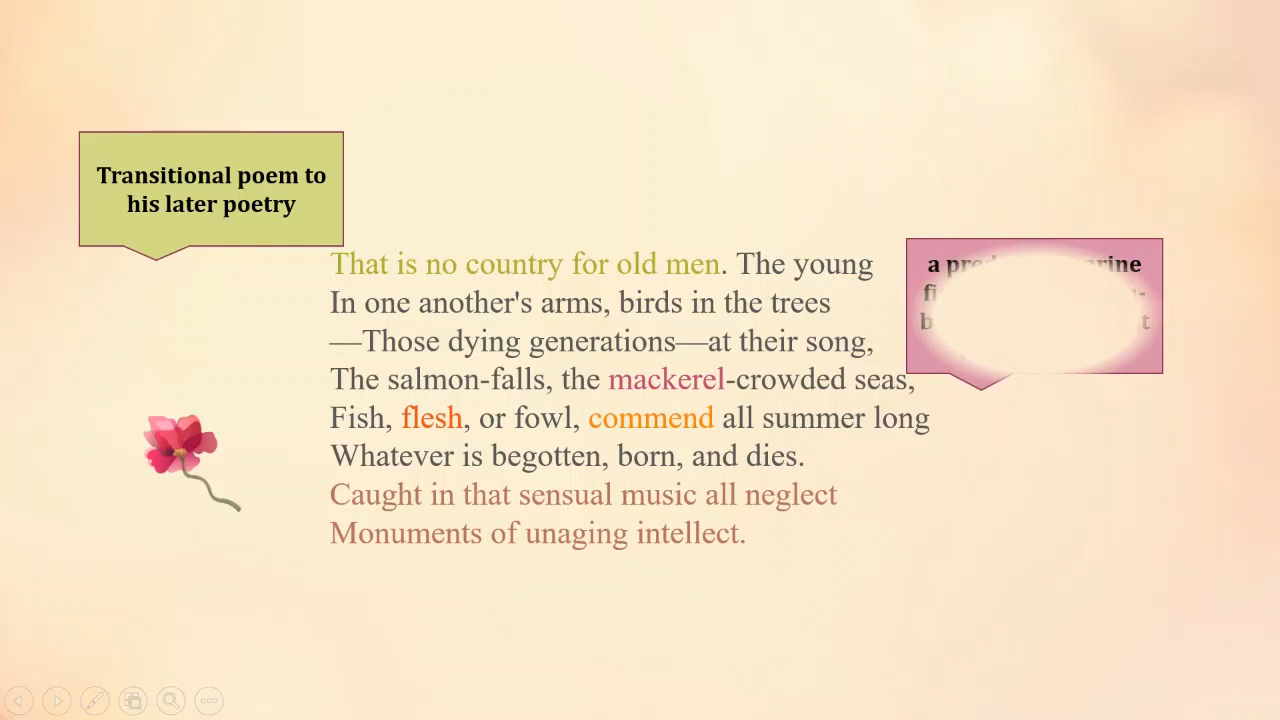 Transitional poem to
his later poetry
That is no country for old men. The young
In one another's arms, birds in the trees
—Those dying generations—at their song,
The salmon-falls, the mackerel-crowded seas,
Fish, flesh, or fowl, commend all summer long
Whatever is begotten, born, and dies.
Caught in that sensual music all neglect
Monuments of unaging intellect.
a